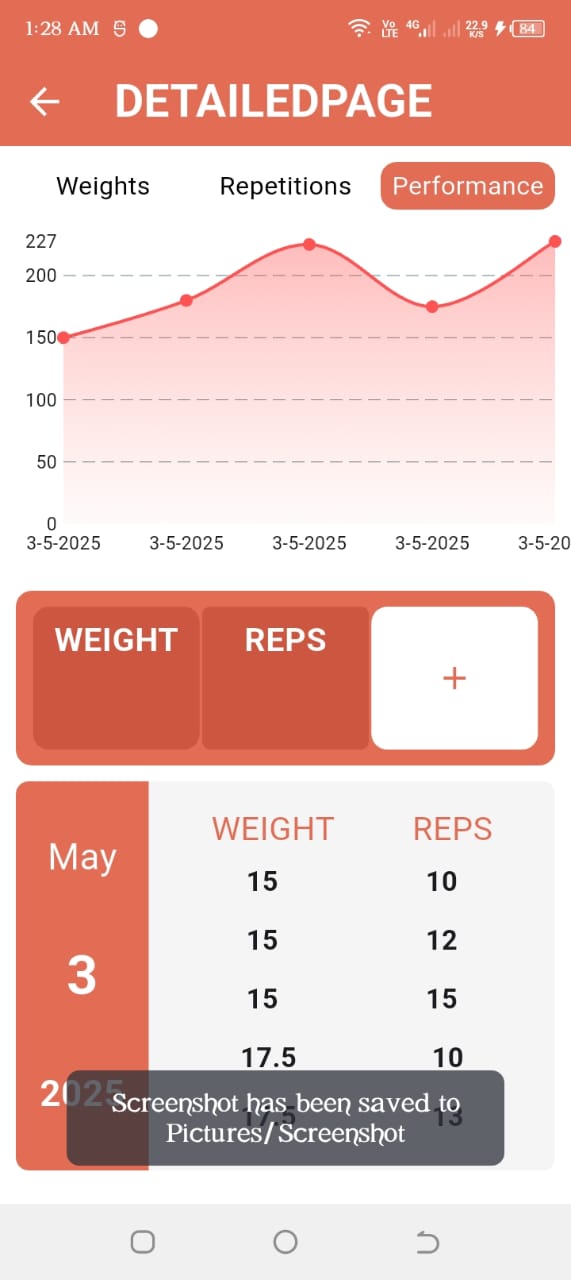 1:28 AM S Vo LTE 4G 22.9 K/S 84
DETAILEDPAGE
Weights Repetitions Performance
227
200
150
100
50
0
3-5-2025 3-5-2025 3-5-2025 3-5-2025 3-5-20
WEIGHT REPS +
May
3
2025
WEIGHT REPS
15 10
15 12
15 15
17.5 10
17.5 13
Screenshot has been saved to
Pictures/Screenshot